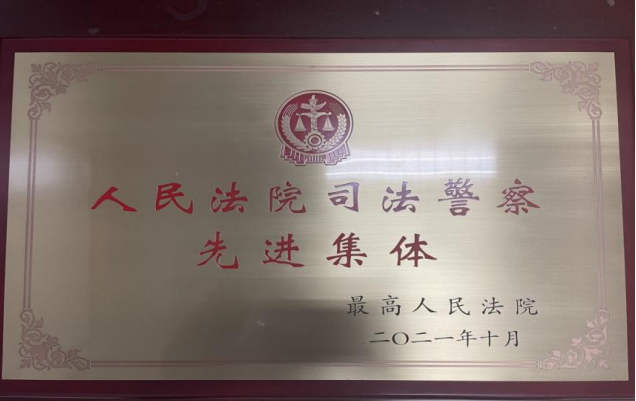 人民法院司法警察
先进集体
最高人民法院
二〇二一年十月